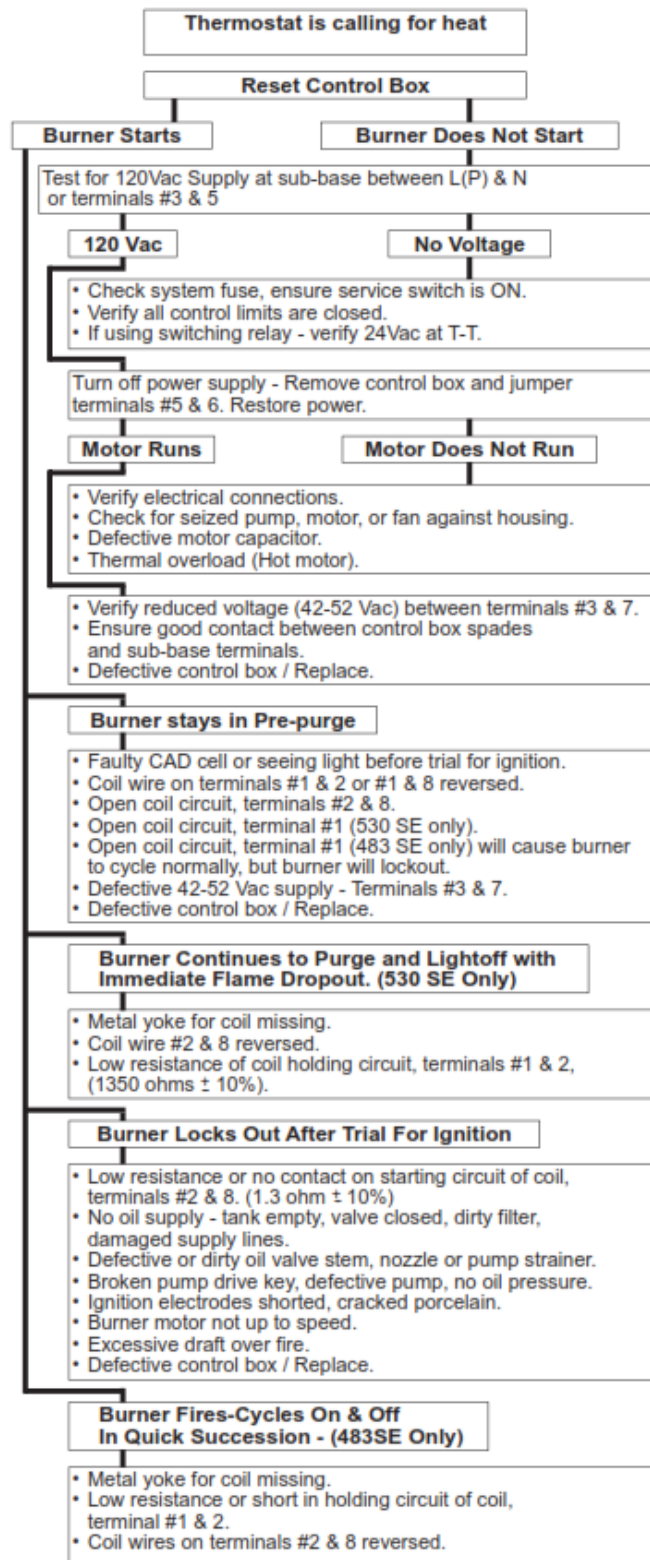 Thermostat is calling for heat
Reset Control Box
Burner Starts
Burner Does Not Start
Test for 120Vac Supply at sub-base between L(P) & N
or terminals #3 & 5
120 Vac
No Voltage
• Check system fuse, ensure service switch is ON.
• Verify all control limits are closed.
• If using switching relay - verify 24Vac at T-T.
Turn off power supply - Remove control box and jumper
terminals #5 & 6. Restore power.
Motor Runs
Motor Does Not Run
• Verify electrical connections.
• Check for seized pump, motor, or fan against housing.
• Defective motor capacitor.
• Thermal overload (Hot motor).
• Verify reduced voltage (42-52 Vac) between terminals #3 & 7.
• Ensure good contact between control box spades
and sub-base terminals.
• Defective control box / Replace.
Burner stays in Pre-purge
• Faulty CAD cell or seeing light before trial for ignition.
• Coil wire on terminals #1 & 2 or #1 & 8 reversed.
• Open coil circuit, terminals #2 & 8.
• Open coil circuit, terminal #1 (530 SE only).
• Open coil circuit, terminal #1 (483 SE only) will cause burner
to cycle normally, but burner will lockout.
• Defective 42-52 Vac supply - Terminals #3 & 7.
• Defective control box / Replace.
Burner Continues to Purge and Lightoff with
Immediate Flame Dropout. (530 SE Only)
• Metal yoke for coil missing.
• Coil wire #2 & 8 reversed.
• Low resistance of coil holding circuit, terminals #1 & 2,
(1350 ohms ± 10%).
Burner Locks Out After Trial For Ignition
• Low resistance or no contact on starting circuit of coil,
terminals #2 & 8. (1.3 ohm ± 10%)
• No oil supply - tank empty, valve closed, dirty filter,
damaged supply lines.
• Defective or dirty oil valve stem, nozzle or pump strainer.
• Broken pump drive key, defective pump, no oil pressure.
• Ignition electrodes shorted, cracked porcelain.
• Burner motor not up to speed.
• Excessive draft over fire.
• Defective control box / Replace.
Burner Fires-Cycles On & Off
In Quick Succession - (483SE Only)
• Metal yoke for coil missing.
• Low resistance or short in holding circuit of coil,
terminal #1 & 2.
• Coil wires on terminals #2 & 8 reversed.